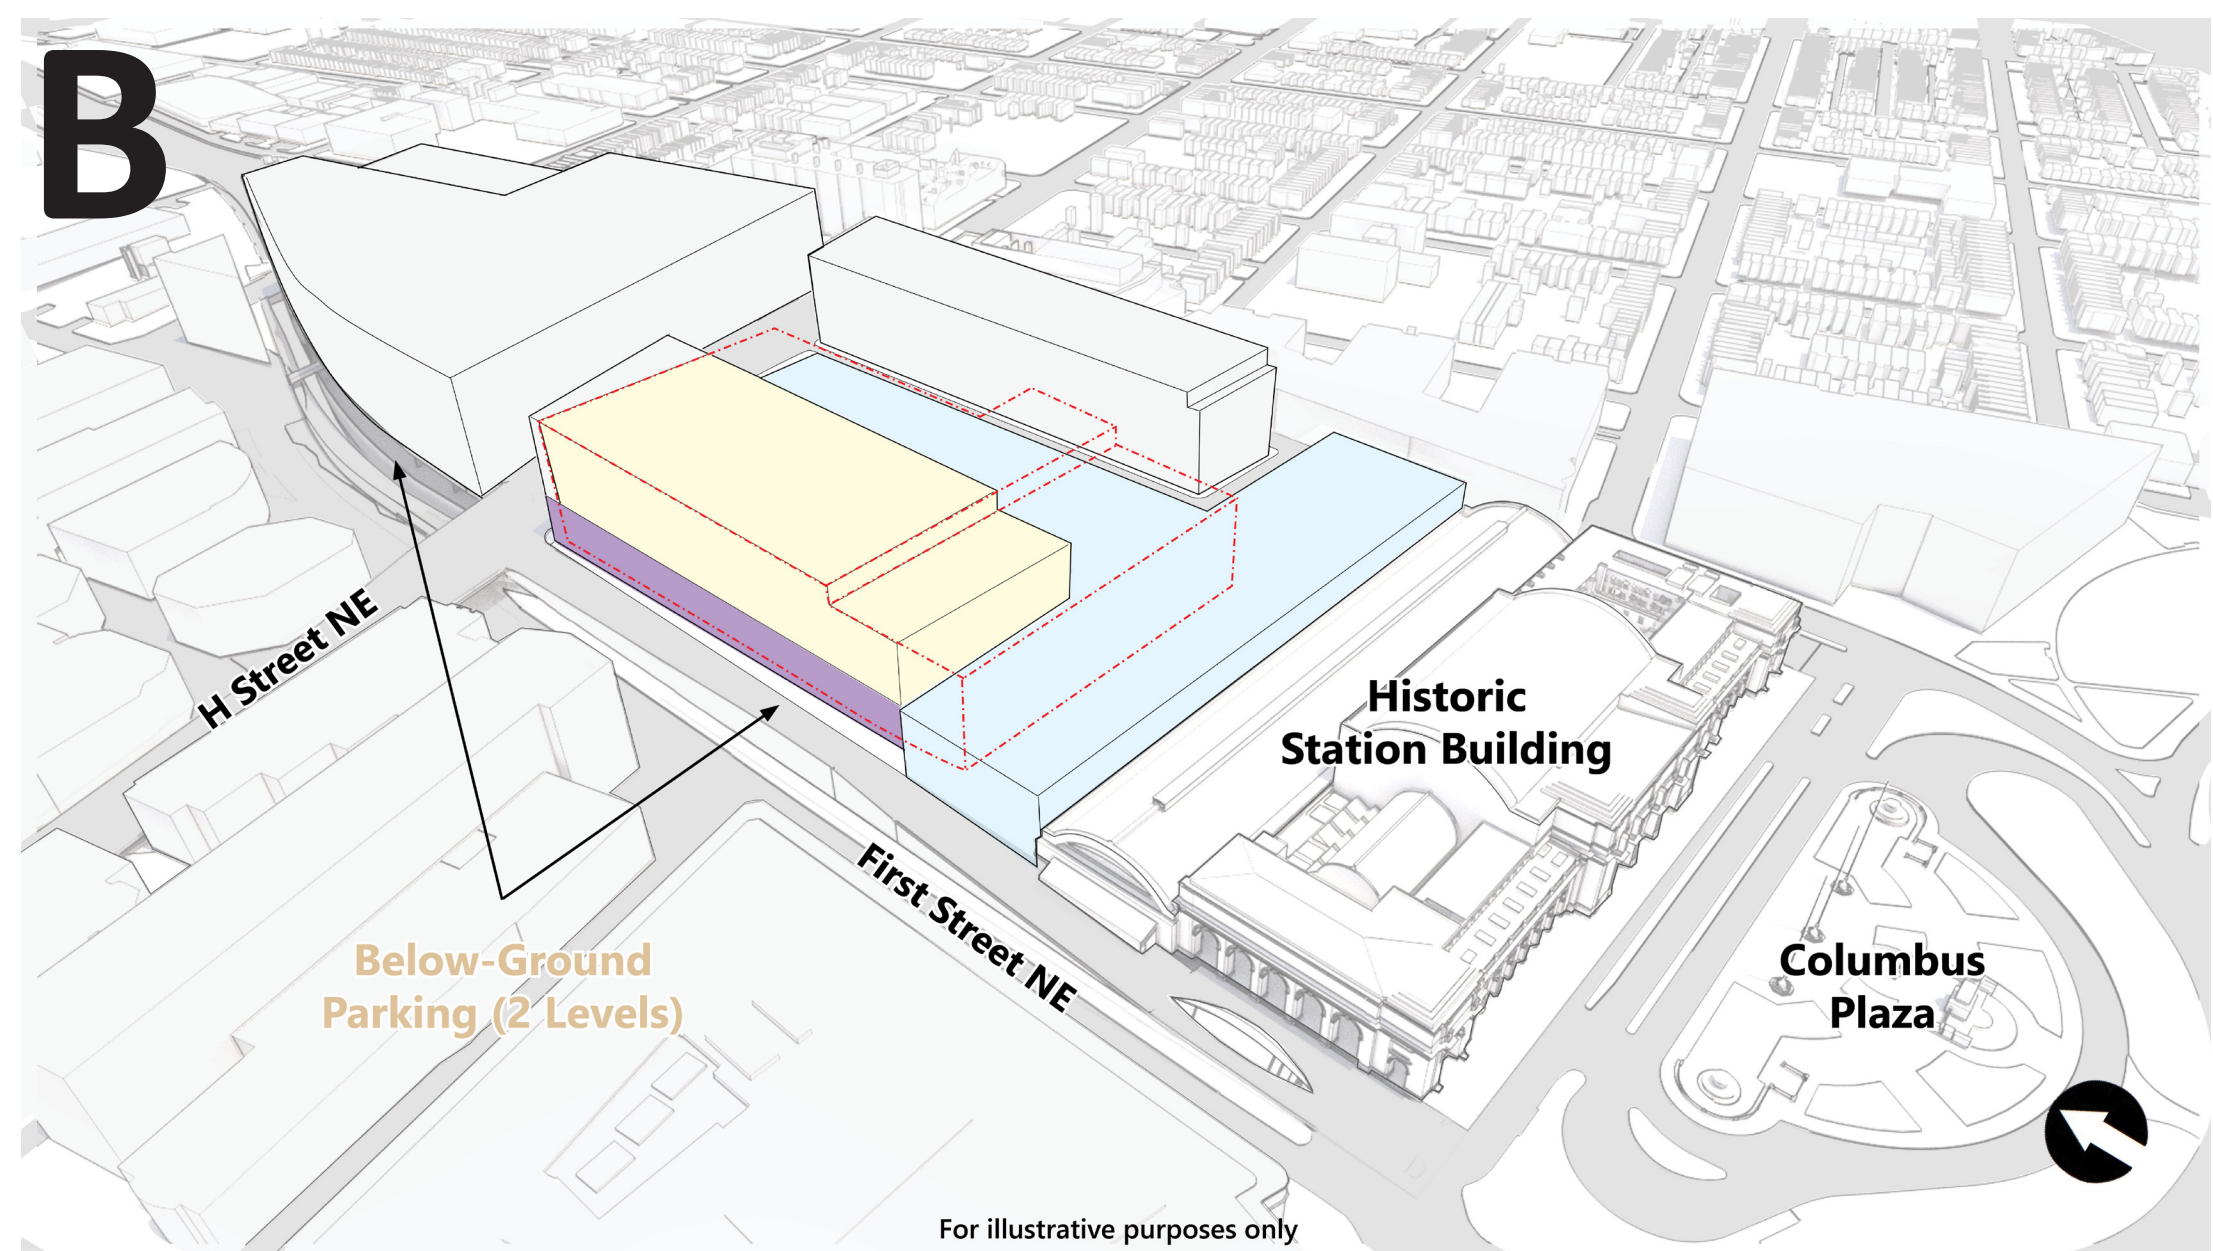 B
H Street NE
Historic
Station Building
First Street NE
Below-Ground
Parking (2 Levels)
Columbus
Plaza
For illustrative purposes only